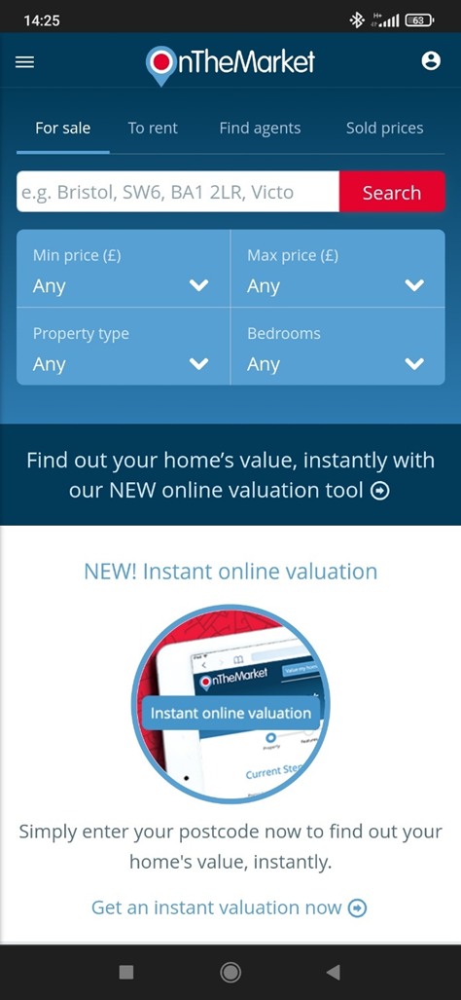 14:25
H+
63
OnTheMarket
For sale To rent Find agents Sold prices
e.g. Bristol, SW6, BA1 2LR, Victo Search
Min price (£) Max price (£)
Any Any
Property type Bedrooms
Any Any
Find out your home’s value, instantly with
our NEW online valuation tool
NEW! Instant online valuation
OnTheMarket
Value my home
Instant online valuation
Property
Current Step
Simply enter your postcode now to find out your
home's value, instantly.
Get an instant valuation now